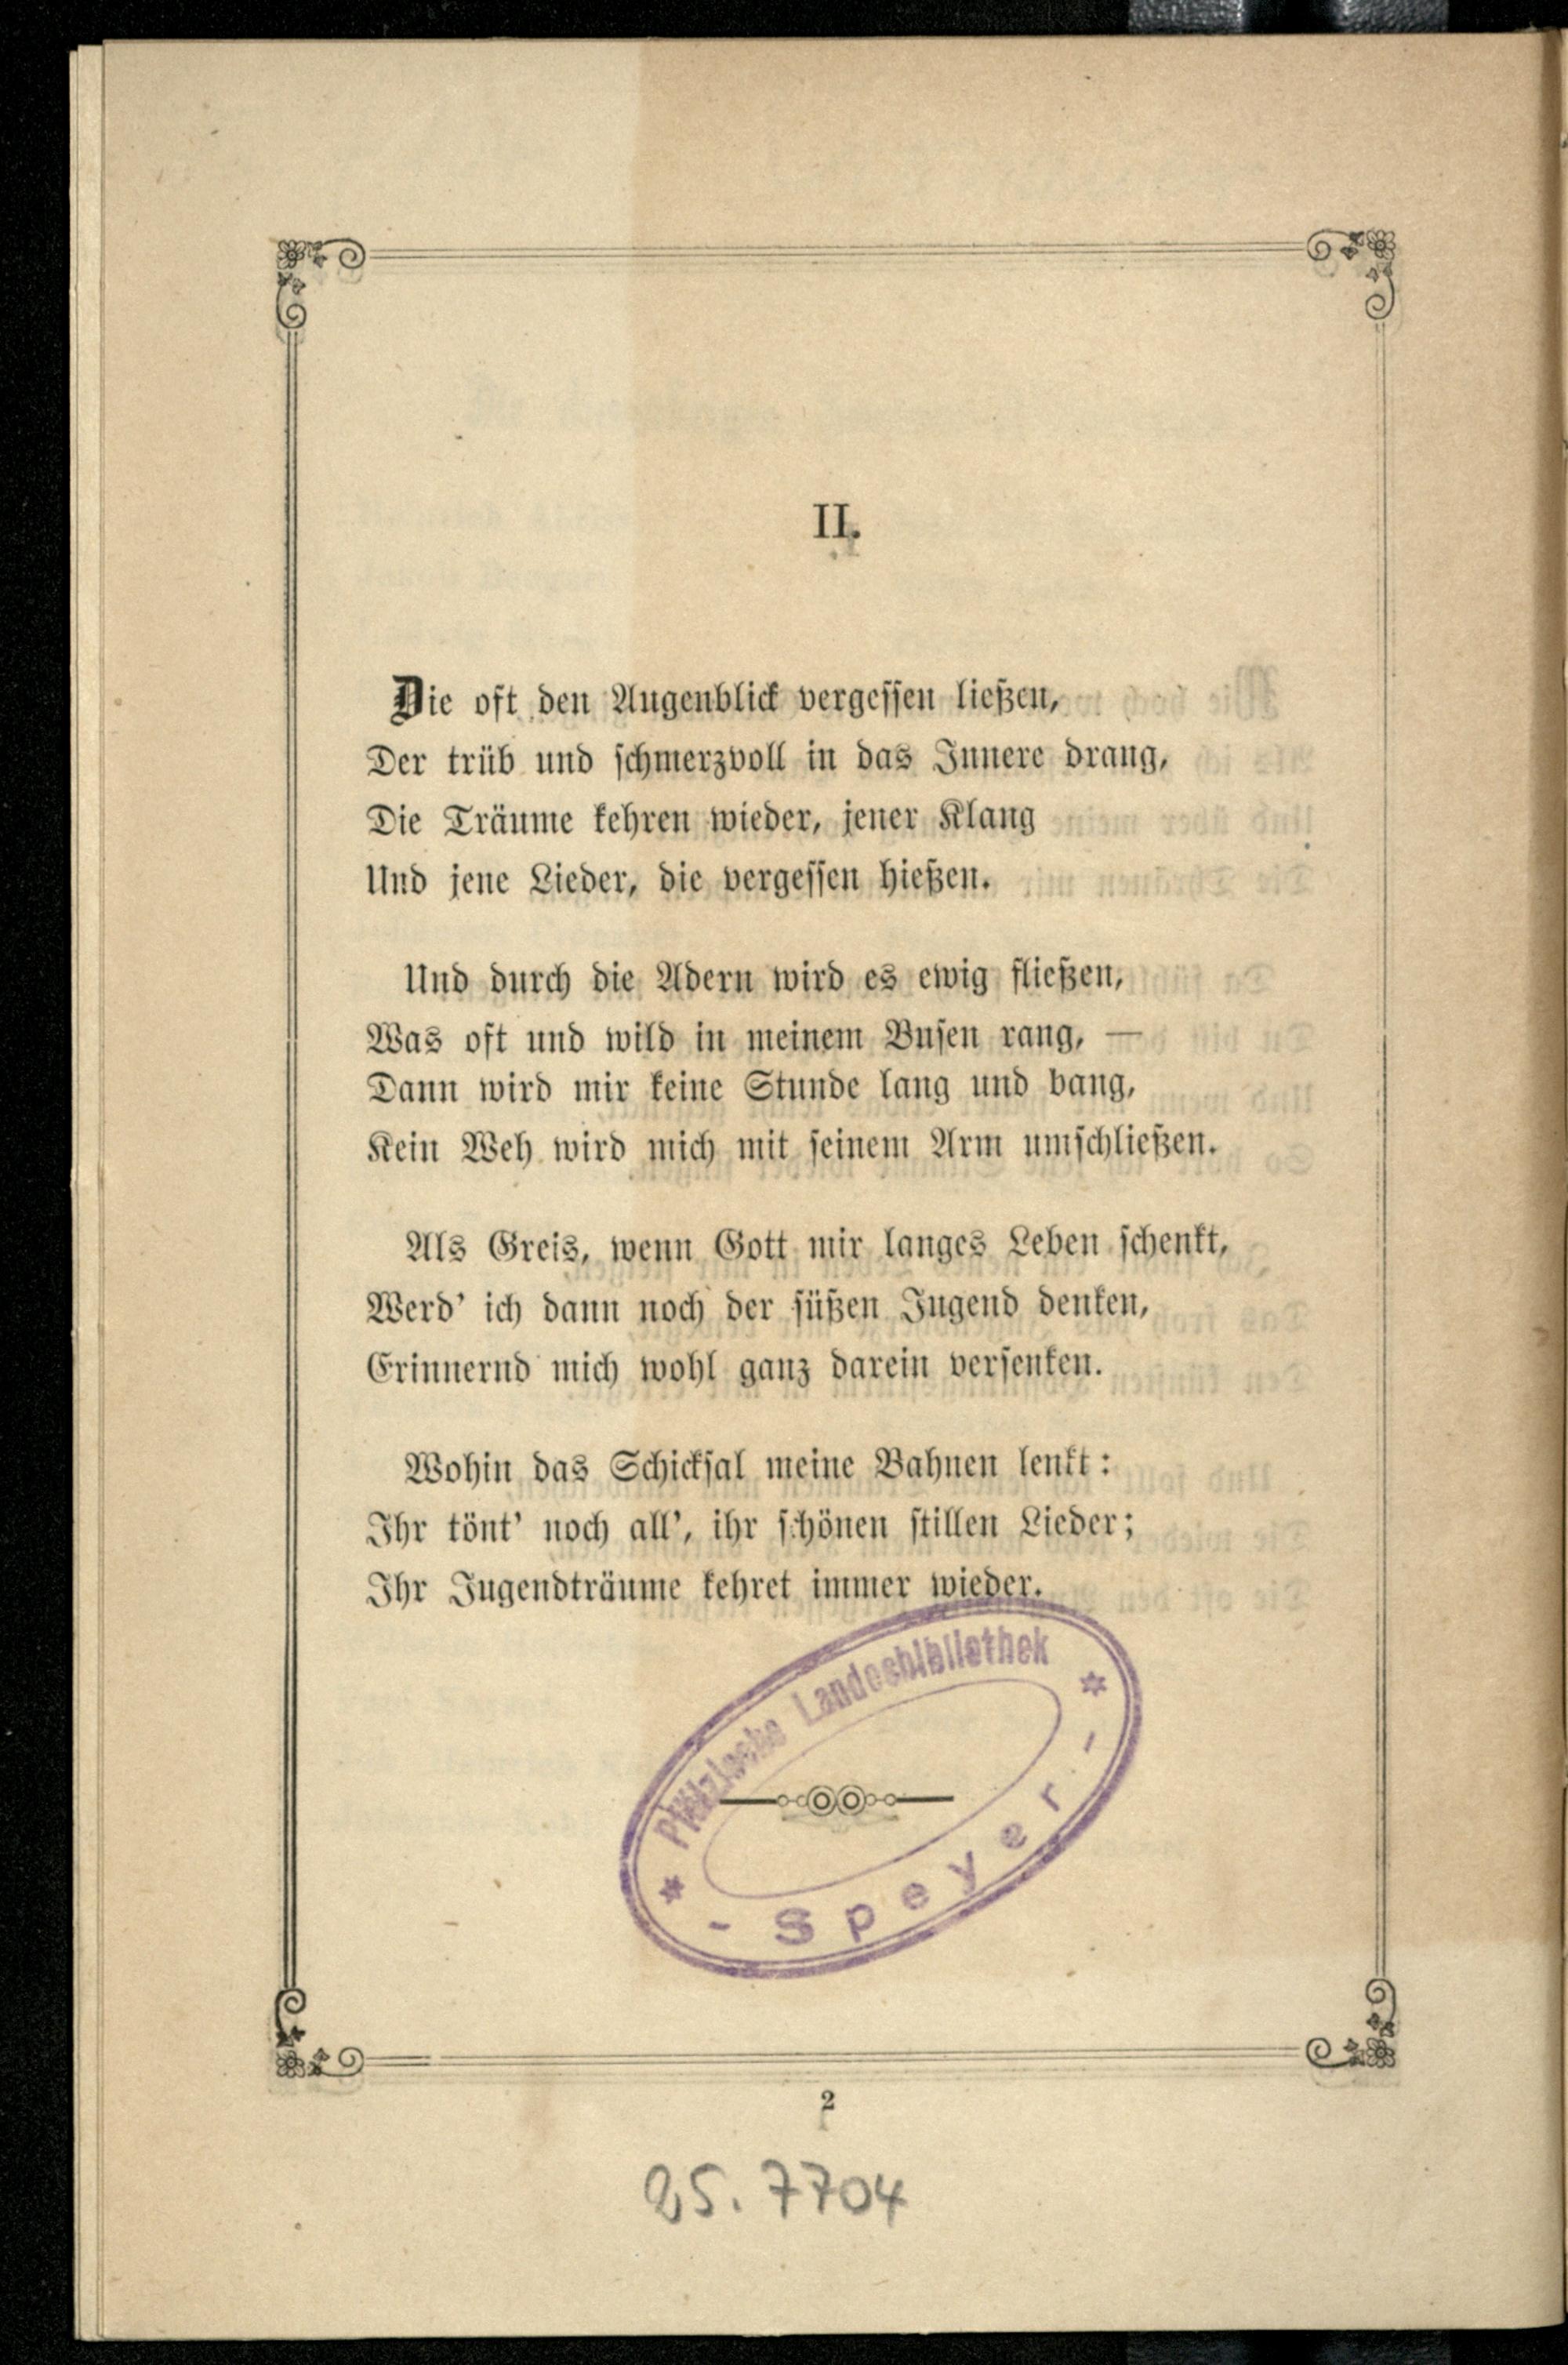 II.
Die oft den Augenblick vergessen ließen,
Der trüb und schmerzvoll in das Innere drang,
Die Träume kehren wieder, jener Klang
Und jene Lieder, die vergessen hießen.
Und durch die Adern wird es ewig fließen,
Was oft und wild in meinem Busen rang, —
Dann wird mir keine Stunde lang und bang,
Kein Weh wird mich mit seinem Arm umschließen.
Als Greis, wenn Gott mir langes Leben schenkt,
Werd' ich dann noch der süßen Jugend denken,
Erinnernd mich wohl ganz darein versenken.
Wohin das Schicksal meine Bahnen lenkt:
Ihr tönt' noch all', ihr schönen stillen Lieder;
Ihr Jugendträume kehret immer wieder.
Pfälzische Landesbibliothek
- Speyer -
2
25.7704